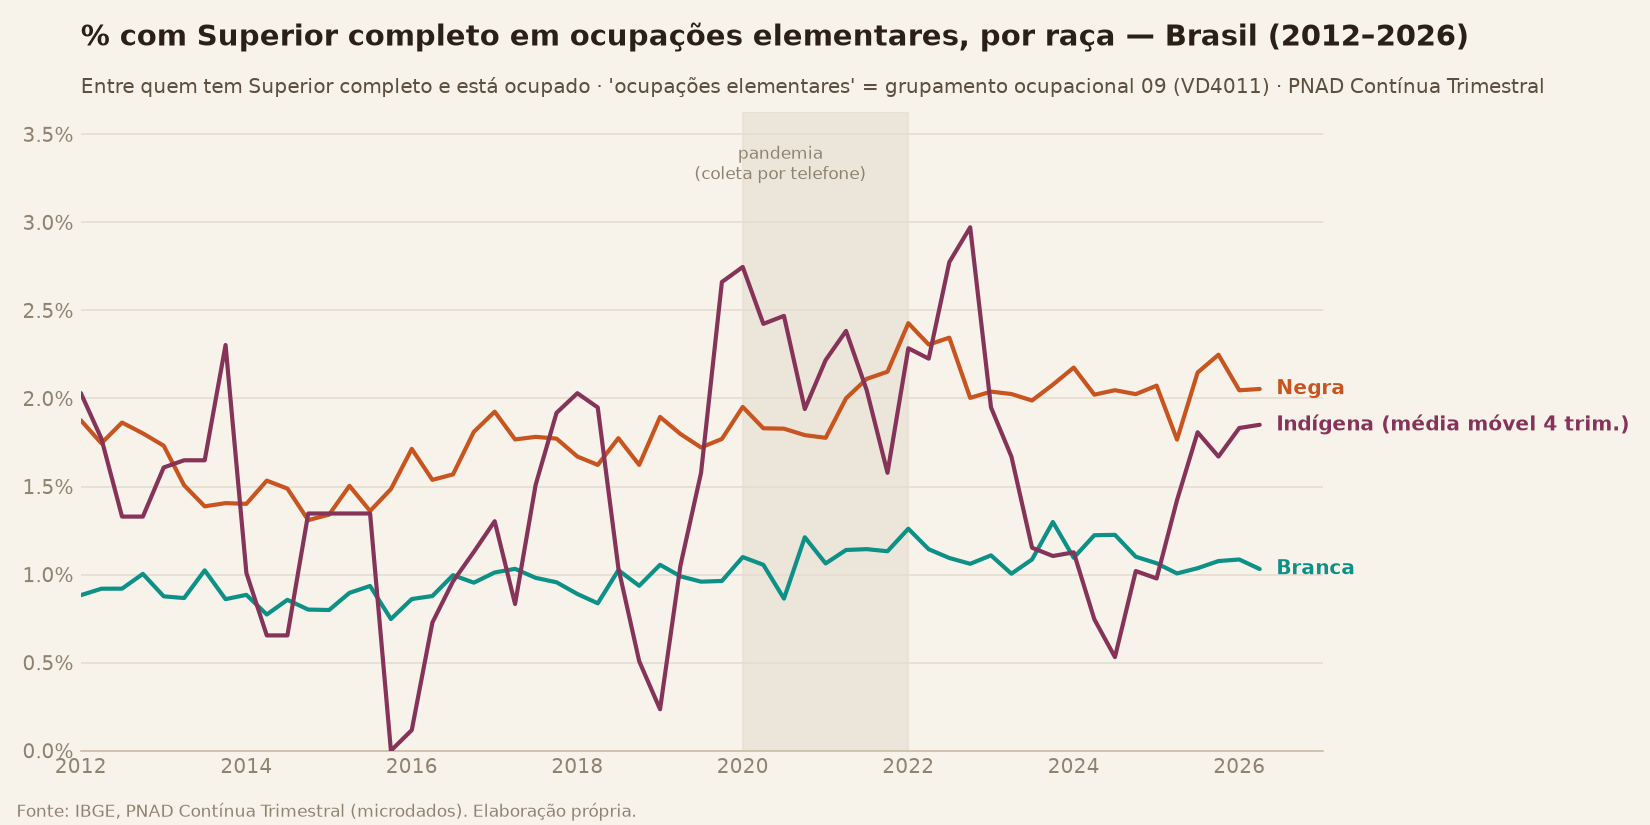 % com Superior completo em ocupações elementares, por raça — Brasil (2012–2026)
Entre quem tem Superior completo e está ocupado · 'ocupações elementares' = grupamento ocupacional 09 (VD4011) · PNAD Contínua Trimestral
3.5%
pandemia
(coleta por telefone)
3.0%
2.5%
2.0%
Negra
Indígena (média móvel 4 trim.)
1.5%
1.0%
Branca
0.5%
0.0%
2012 2014 2016 2018 2020 2022 2024 2026
Fonte: IBGE, PNAD Contínua Trimestral (microdados). Elaboração própria.